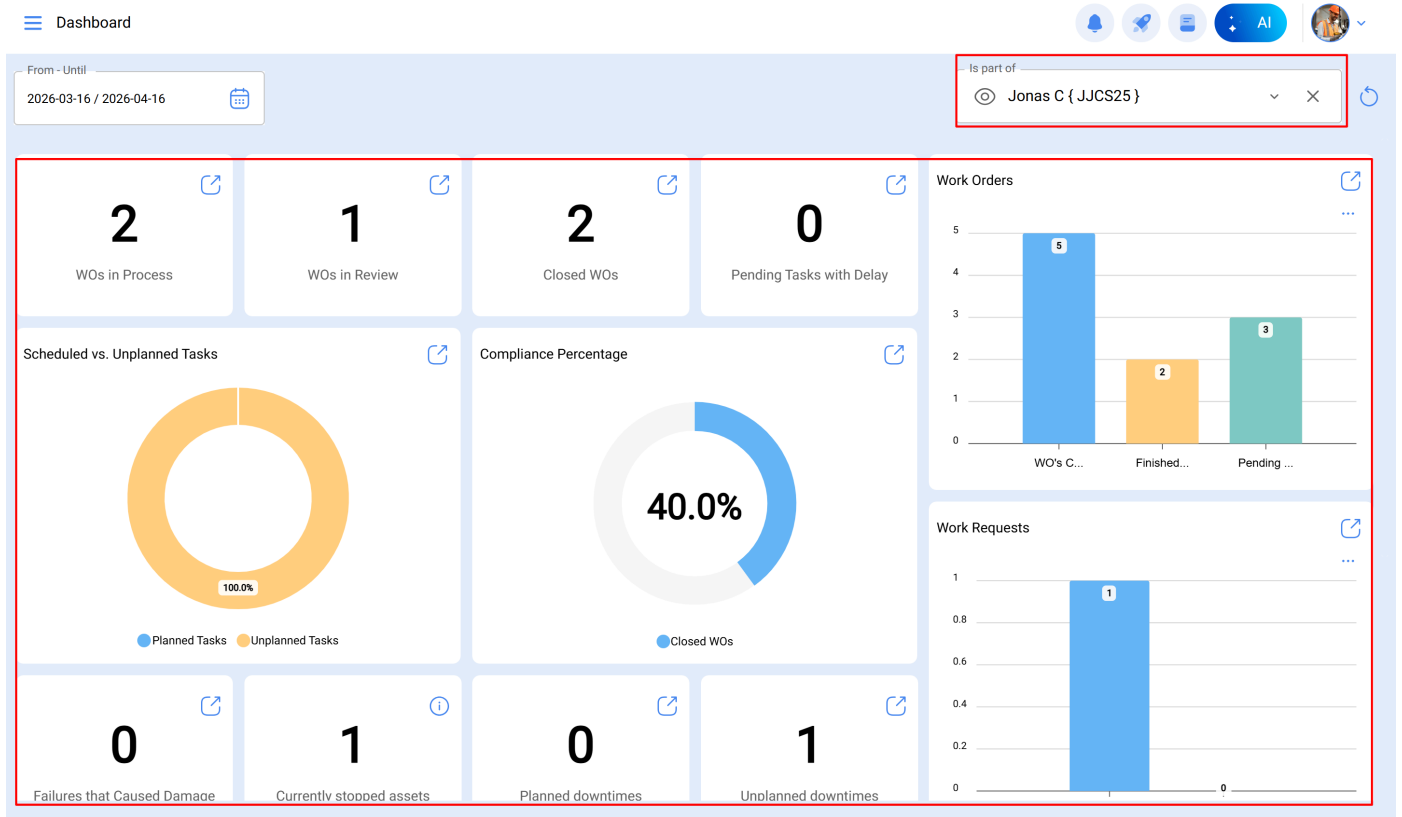 Dashboard
AI
From - Until
2026-03-16 / 2026-04-16
Is part of
Jonas C { JJCS25 }
2
WOs in Process
1
WOs in Review
2
Closed WOs
0
Pending Tasks with Delay
Work Orders
...
5
4
3
2
1
0
5
2
3
WO's C...
Finished...
Pending ...
Scheduled vs. Unplanned Tasks
100.0%
Planned Tasks
Unplanned Tasks
Compliance Percentage
40.0%
Closed WOs
Work Requests
...
1
0.8
0.6
0.4
0.2
0
1
0
0
Failures that Caused Damage
1
Currently stopped assets
0
Planned downtimes
1
Unplanned downtimes